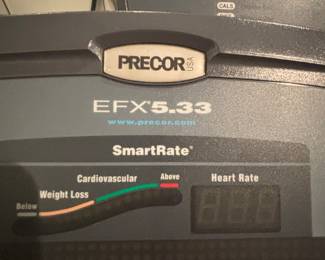 CALS
PRECOR USA
EFX®5.33
www.precor.com
SmartRate®
Cardiovascular Above Heart Rate
Weight Loss
Below